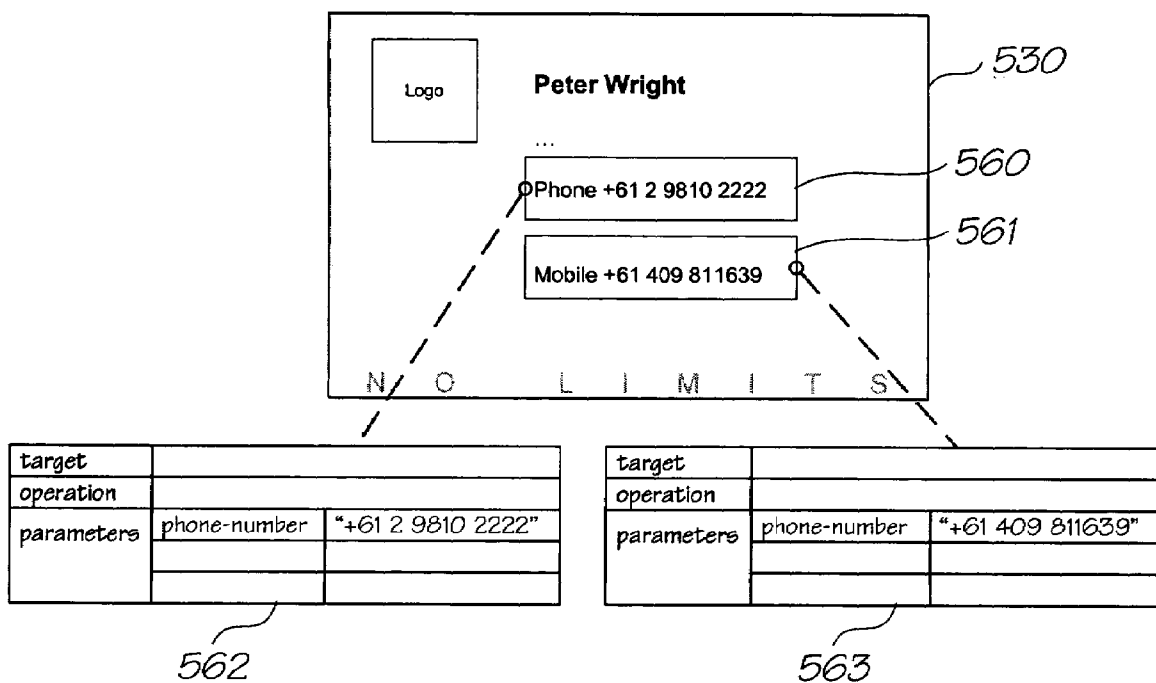 530
Logo
Peter Wright
...
Phone +61 2 9810 2222
560
Mobile +61 409 811639
561
N O L I M I T S
target
operation
parameters phone-number "+61 2 9810 2222"
562
target
operation
parameters phone-number "+61 409 811639"
563